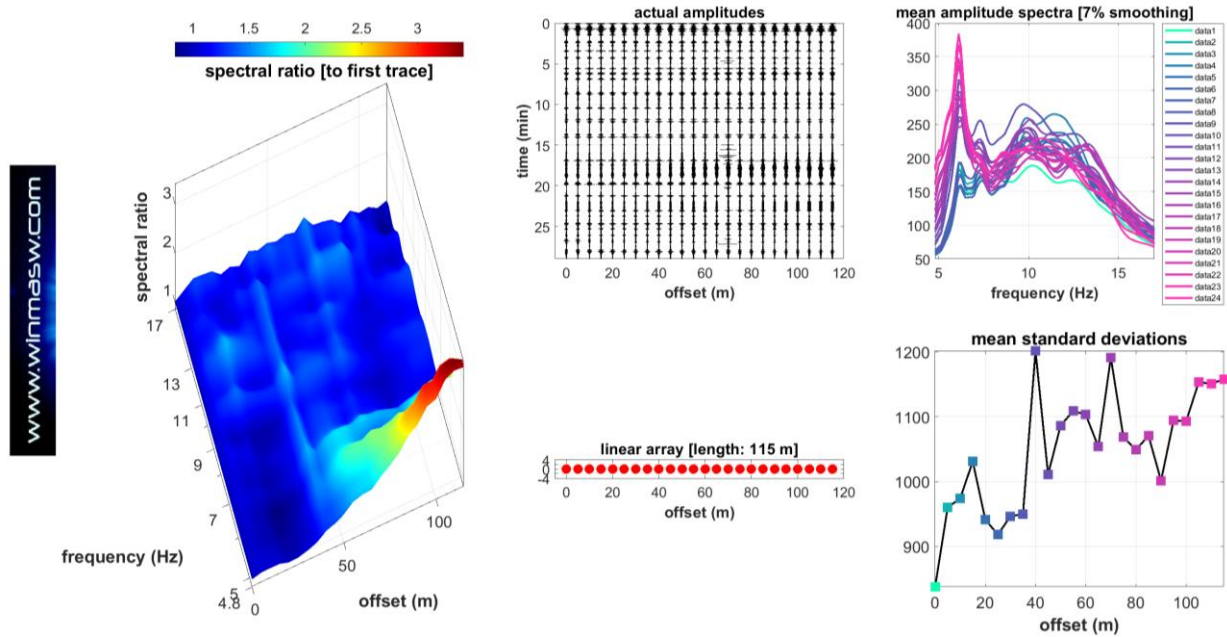 www.winmasw.com
1 1.5 2 2.5 3
spectral ratio [to first trace]
spectral ratio
3
2
1
17
13
11
9
7
5
4.8
frequency (Hz)
0
50
100
offset (m)
actual amplitudes
time (min)
0
5
10
15
20
25
0 20 40 60 80 100 120
offset (m)
linear array [length: 115 m]
4
0
-4
0 20 40 60 80 100 120
offset (m)
mean amplitude spectra [7% smoothing]
400
350
300
250
200
150
100
50
5 10 15
frequency (Hz)
data1
data2
data3
data4
data5
data6
data7
data8
data9
data10
data11
data12
data13
data14
data15
data16
data17
data18
data19
data20
data21
data22
data23
data24
mean standard deviations
1200
1100
1000
900
0 20 40 60 80 100
offset (m)